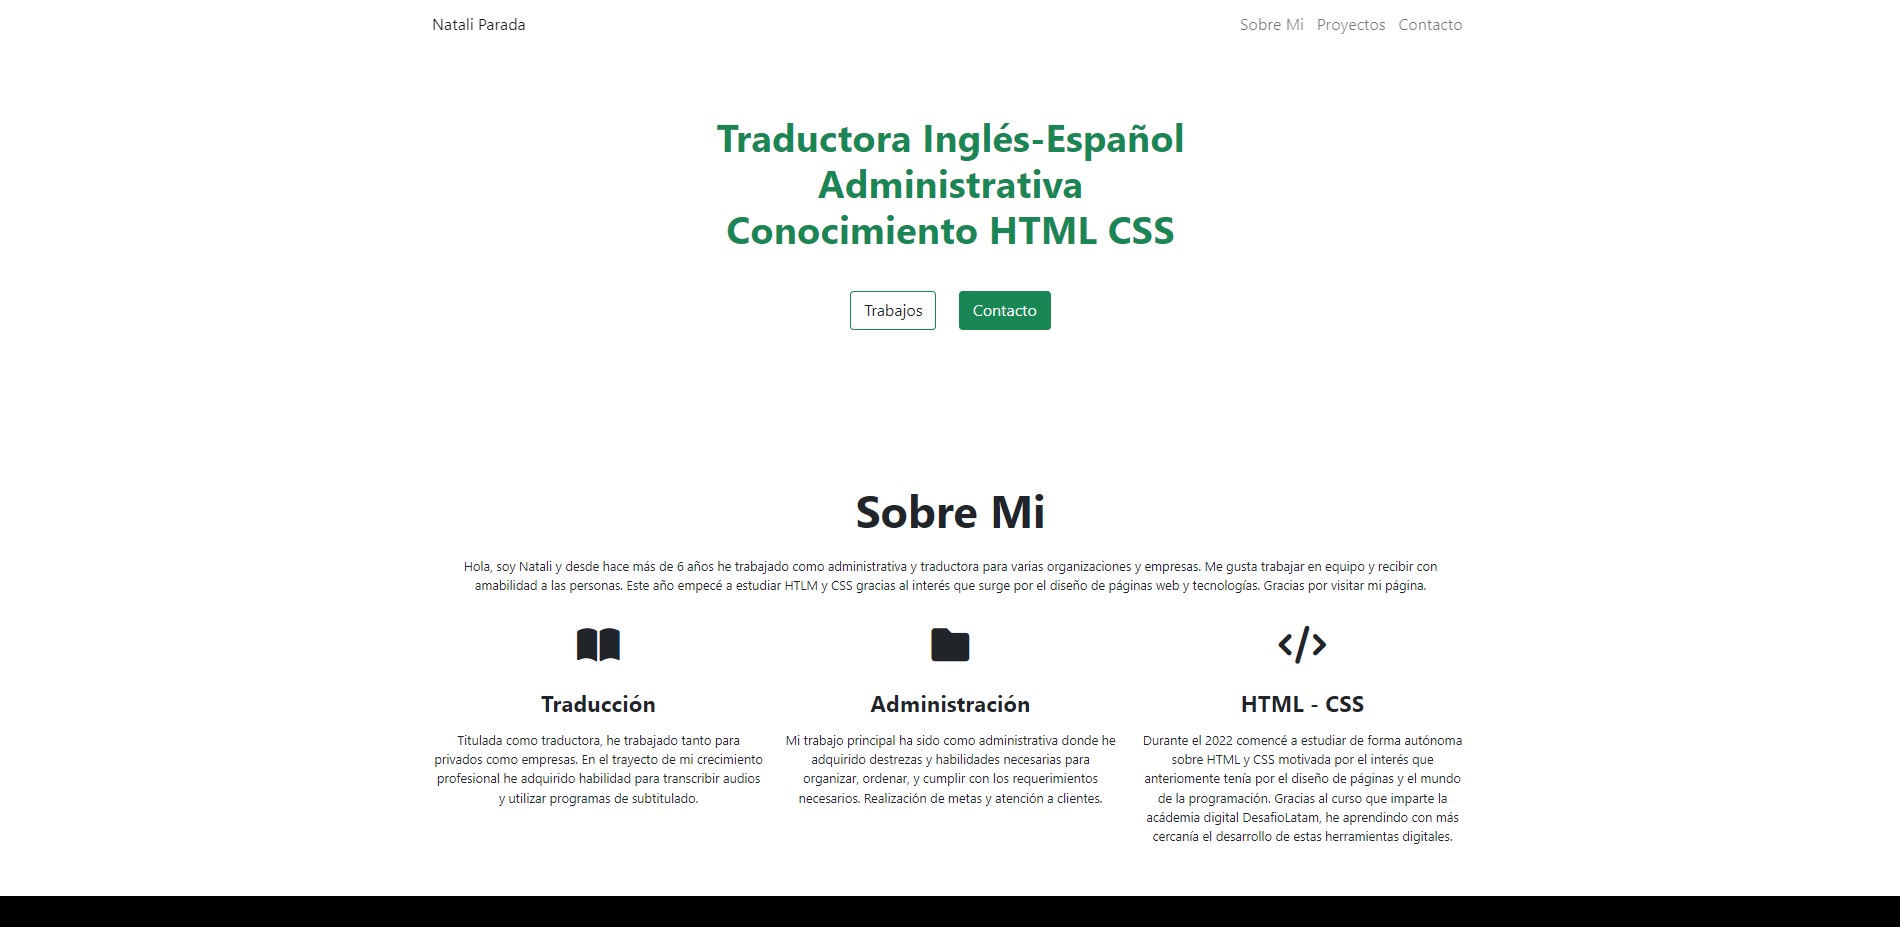 Natali Parada
Sobre Mi Proyectos Contacto
Traductora Inglés-Español
Administrativa
Conocimiento HTML CSS
Trabajos Contacto
Sobre Mi
Hola, soy Natali y desde hace más de 6 años he trabajado como administrativa y traductora para varias organizaciones y empresas. Me gusta trabajar en equipo y recibir con
amabilidad a las personas. Este año empecé a estudiar HTLM y CSS gracias al interés que surge por el diseño de páginas web y tecnologías. Gracias por visitar mi página.
Traducción
Titulada como traductora, he trabajado tanto para
privados como empresas. En el trayecto de mi crecimiento
profesional he adquirido habilidad para transcribir audios
y utilizar programas de subtitulado.
Administración
Mi trabajo principal ha sido como administrativa donde he
adquirido destrezas y habilidades necesarias para
organizar, ordenar, y cumplir con los requerimientos
necesarios. Realización de metas y atención a clientes.
HTML - CSS
Durante el 2022 comencé a estudiar de forma autónoma
sobre HTML y CSS motivada por el interés que
anteriomente tenía por el diseño de páginas y el mundo
de la programación. Gracias al curso que imparte la
acádemia digital DesafioLatam, he aprendindo con más
cercanía el desarrollo de estas herramientas digitales.